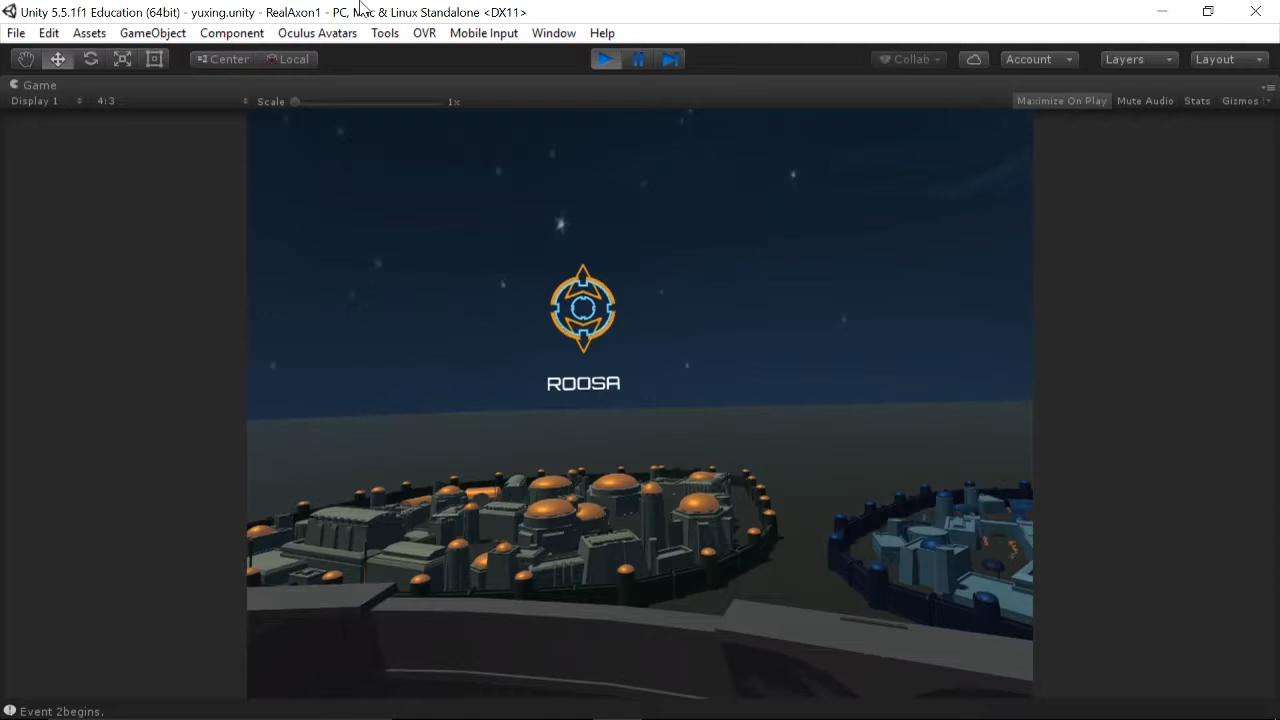 Unity 5.5.1f1 Education (64bit) - yuxing.unity - RealAxon1 - PC, Mac & Linux Standalone <DX11>
File Edit Assets GameObject Component Oculus Avatars Tools OVR Mobile Input Window Help
Center Local Collab Account Layers Layout
Game
Display 1 4:3 Scale 1x Maximize On Play Mute Audio Stats Gizmos
ROOSA
Event 2begins.